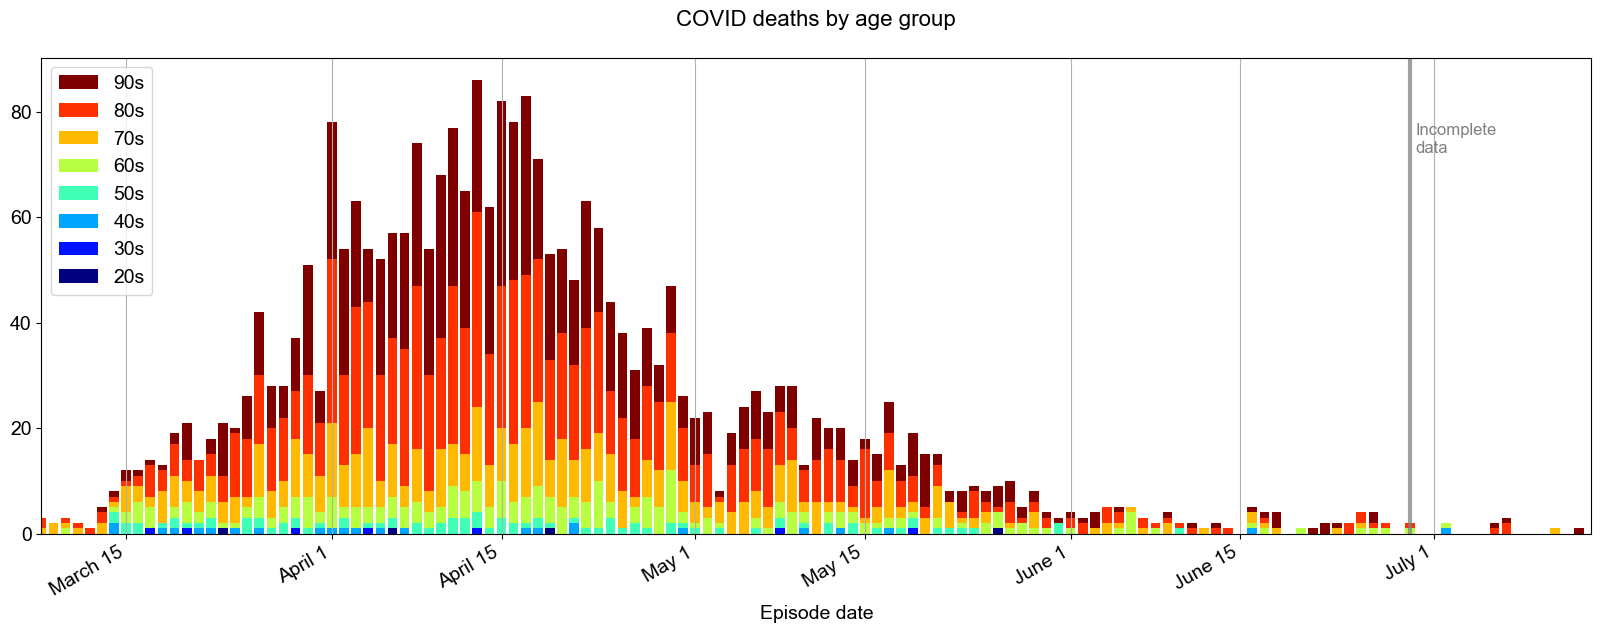 COVID deaths by age group
90s
80s
70s
60s
50s
40s
30s
20s
80
60
40
20
0
Incomplete
data
March 15
April 1
April 15
May 1
May 15
June 1
June 15
July 1
Episode date